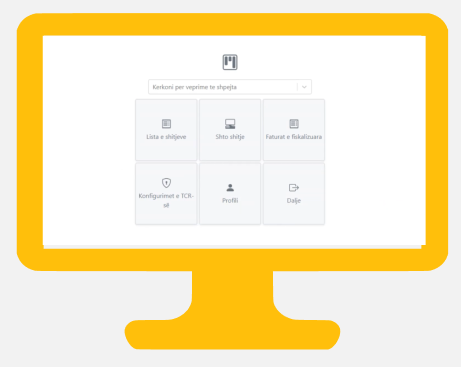 Kerkoni per veprime te shpejta
Lista e shitjeve
Shto shitje
Faturat e fiskalizuara
Konfigurimet e TCR-
së
Profili
Dalje